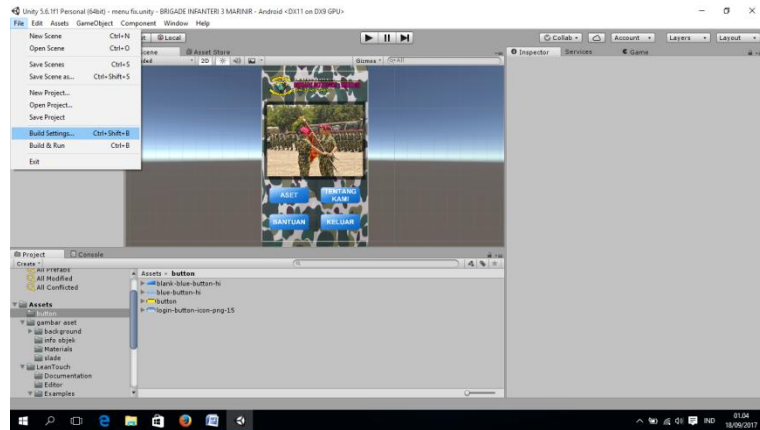 Unity 5.6.1f1 Personal (64bit) - menu fix.unity - BRIGADE INFANTERI 3 MARINIR - Android <DX11 on DX9 GPU>
File Edit Assets GameObject Component Window Help
New Scene Ctrl+N
Open Scene Ctrl+O
Save Scenes Ctrl+S
Save Scene as... Ctrl+Shift+S
New Project...
Open Project...
Save Project
Build Settings... Ctrl+Shift+B
Build & Run Ctrl+B
Exit
Local
Collab Account Layers Layout
Asset Store
2D Gizmos
Inspector Services Game
ASET
TENTANG
KAMI
BANTUAN
KELUAR
Project Console
Create
All Prefabs
All Modified
All Conflicted
Assets
button
gambar aset
background
info objek
Materials
slade
LeanTouch
Documentation
Editor
Examples
Assets button
blank-blue-button-hi
blue-button-hi
button
login-button-icon-png-15
IND
01.04
18/09/2017